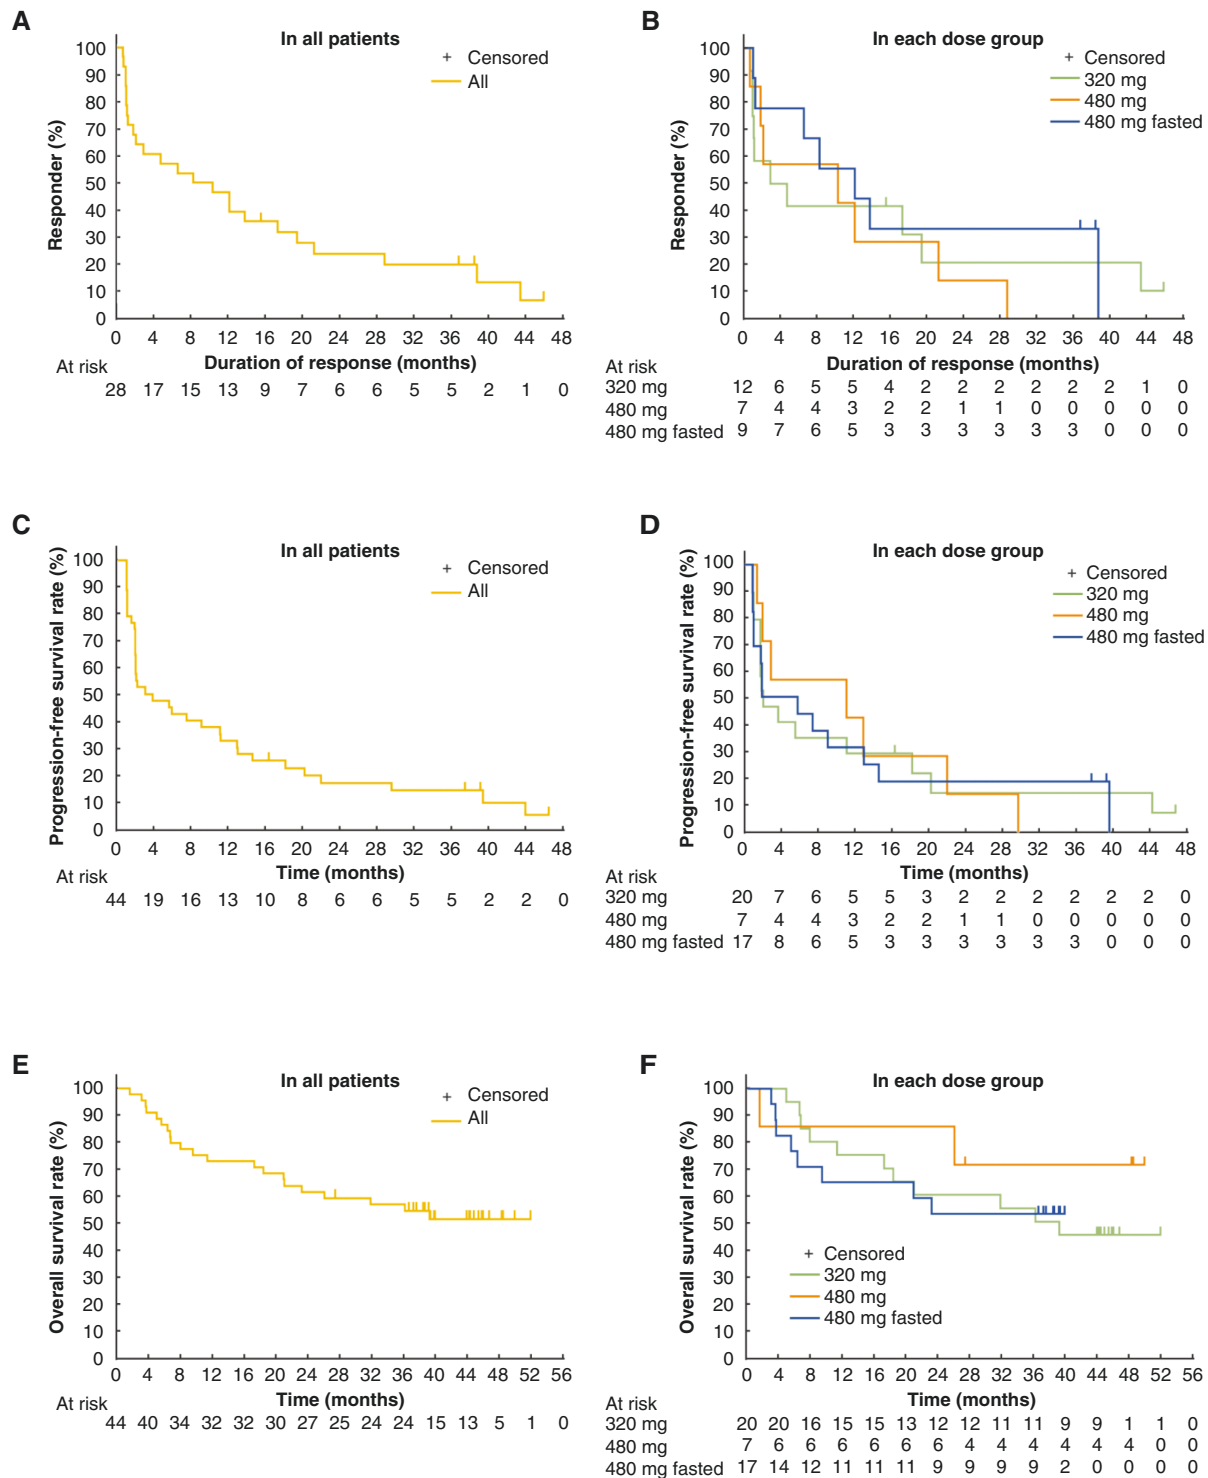 A
In all patients
+ Censored
All
Responder (%)
100
90
80
70
60
50
40
30
20
10
0
0 4 8 12 16 20 24 28 32 36 40 44 48
Duration of response (months)
At risk
28 17 15 13 9 7 6 6 5 5 2 1 0
B
In each dose group
+ Censored
320 mg
480 mg
480 mg fasted
Responder (%)
100
90
80
70
60
50
40
30
20
10
0
0 4 8 12 16 20 24 28 32 36 40 44 48
Duration of response (months)
At risk
320 mg 12 6 5 5 4 2 2 2 2 2 2 1 0
480 mg 7 4 4 3 2 2 1 1 0 0 0 0 0
480 mg fasted 9 7 6 5 3 3 3 3 3 3 0 0 0
C
In all patients
+ Censored
All
Progression-free survival rate (%)
100
90
80
70
60
50
40
30
20
10
0
0 4 8 12 16 20 24 28 32 36 40 44 48
Time (months)
At risk
44 19 16 13 10 8 6 6 5 5 2 2 0
D
In each dose group
+ Censored
320 mg
480 mg
480 mg fasted
Progression-free survival rate (%)
100
90
80
70
60
50
40
30
20
10
0
0 4 8 12 16 20 24 28 32 36 40 44 48
Time (months)
At risk
320 mg 20 7 6 5 5 3 2 2 2 2 2 2 0
480 mg 7 4 4 3 2 2 1 1 0 0 0 0 0
480 mg fasted 17 8 6 5 3 3 3 3 3 3 0 0 0
E
In all patients
+ Censored
All
Overall survival rate (%)
100
90
80
70
60
50
40
30
20
10
0
0 4 8 12 16 20 24 28 32 36 40 44 48 52 56
Time (months)
At risk
44 40 34 32 32 30 27 25 24 24 15 13 5 1 0
F
In each dose group
Overall survival rate (%)
100
90
80
70
60
50
40
30
20
10
0
+ Censored
320 mg
480 mg
480 mg fasted
0 4 8 12 16 20 24 28 32 36 40 44 48 52 56
Time (months)
At risk
320 mg 20 20 16 15 15 13 12 12 11 11 9 9 1 1 0
480 mg 7 6 6 6 6 6 6 4 4 4 4 4 4 0 0
480 mg fasted 17 14 12 11 11 11 9 9 9 9 2 0 0 0 0